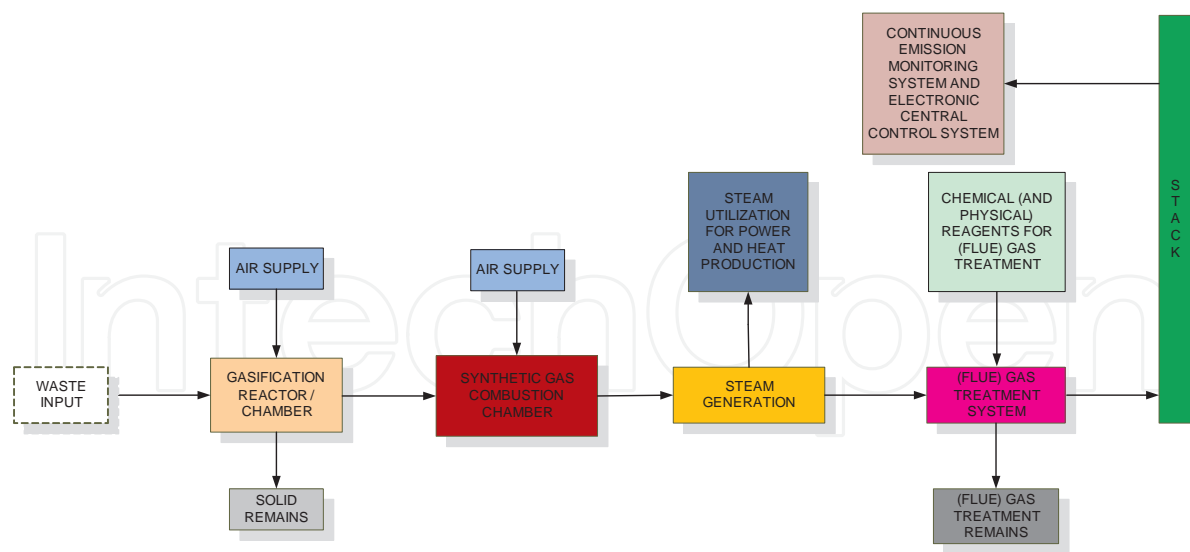 CONTINUOUS
EMISSION
MONITORING
SYSTEM AND
ELECTRONIC
CENTRAL
CONTROL SYSTEM
STACK
STEAM
UTILIZATION
FOR POWER
AND HEAT
PRODUCTION
CHEMICAL (AND
PHYSICAL)
REAGENTS FOR
(FLUE) GAS
TREATMENT
AIR SUPPLY
AIR SUPPLY
IntechOpen
WASTE
INPUT
GASIFICATION
REACTOR /
CHAMBER
SYNTHETIC GAS
COMBUSTION
CHAMBER
STEAM
GENERATION
(FLUE) GAS
TREATMENT
SYSTEM
SOLID
REMAINS
(FLUE) GAS
TREATMENT
REMAINS